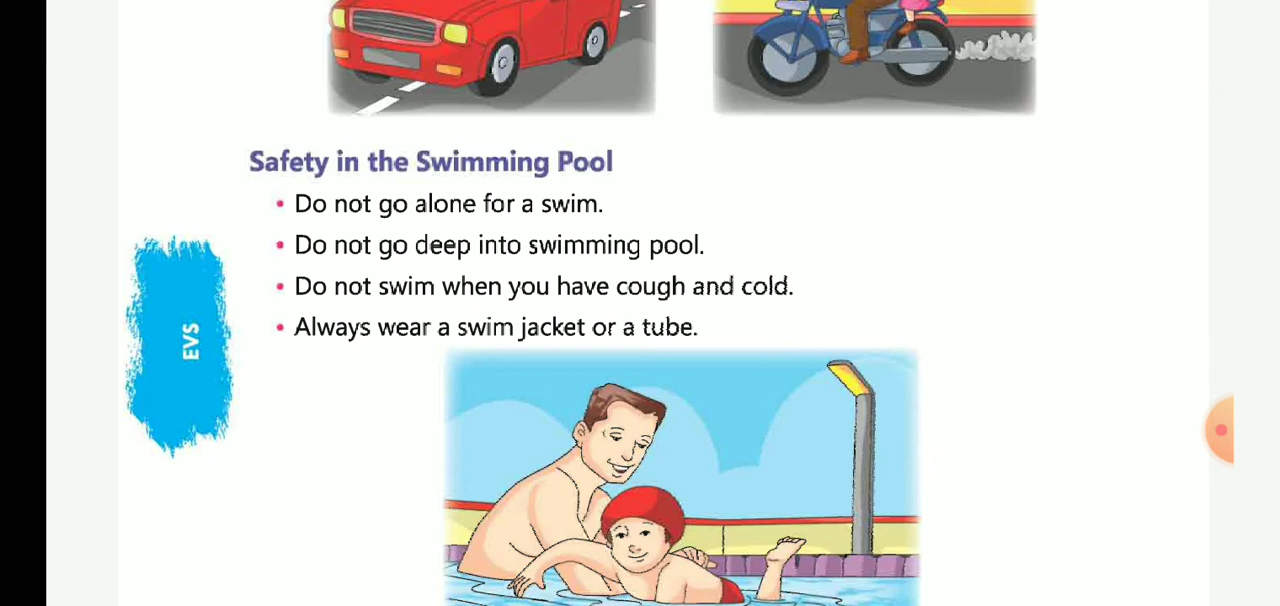 Safety in the Swimming Pool
• Do not go alone for a swim.
• Do not go deep into swimming pool.
• Do not swim when you have cough and cold.
• Always wear a swim jacket or a tube.
EVS